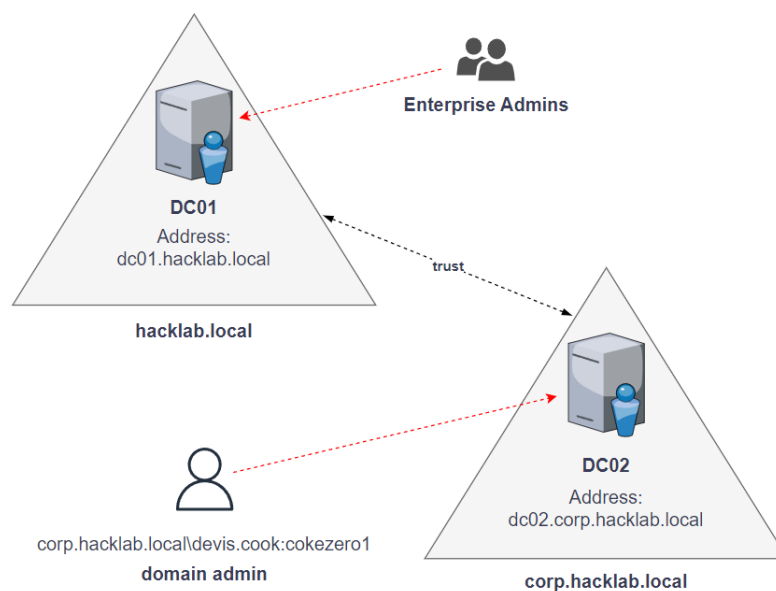 Enterprise Admins
DC01
Address:
dc01.hacklab.local
trust
hacklab.local
DC02
Address:
dc02.corp.hacklab.local
corp.hacklab.local\devis.cook:cokezero1
domain admin
corp.hacklab.local